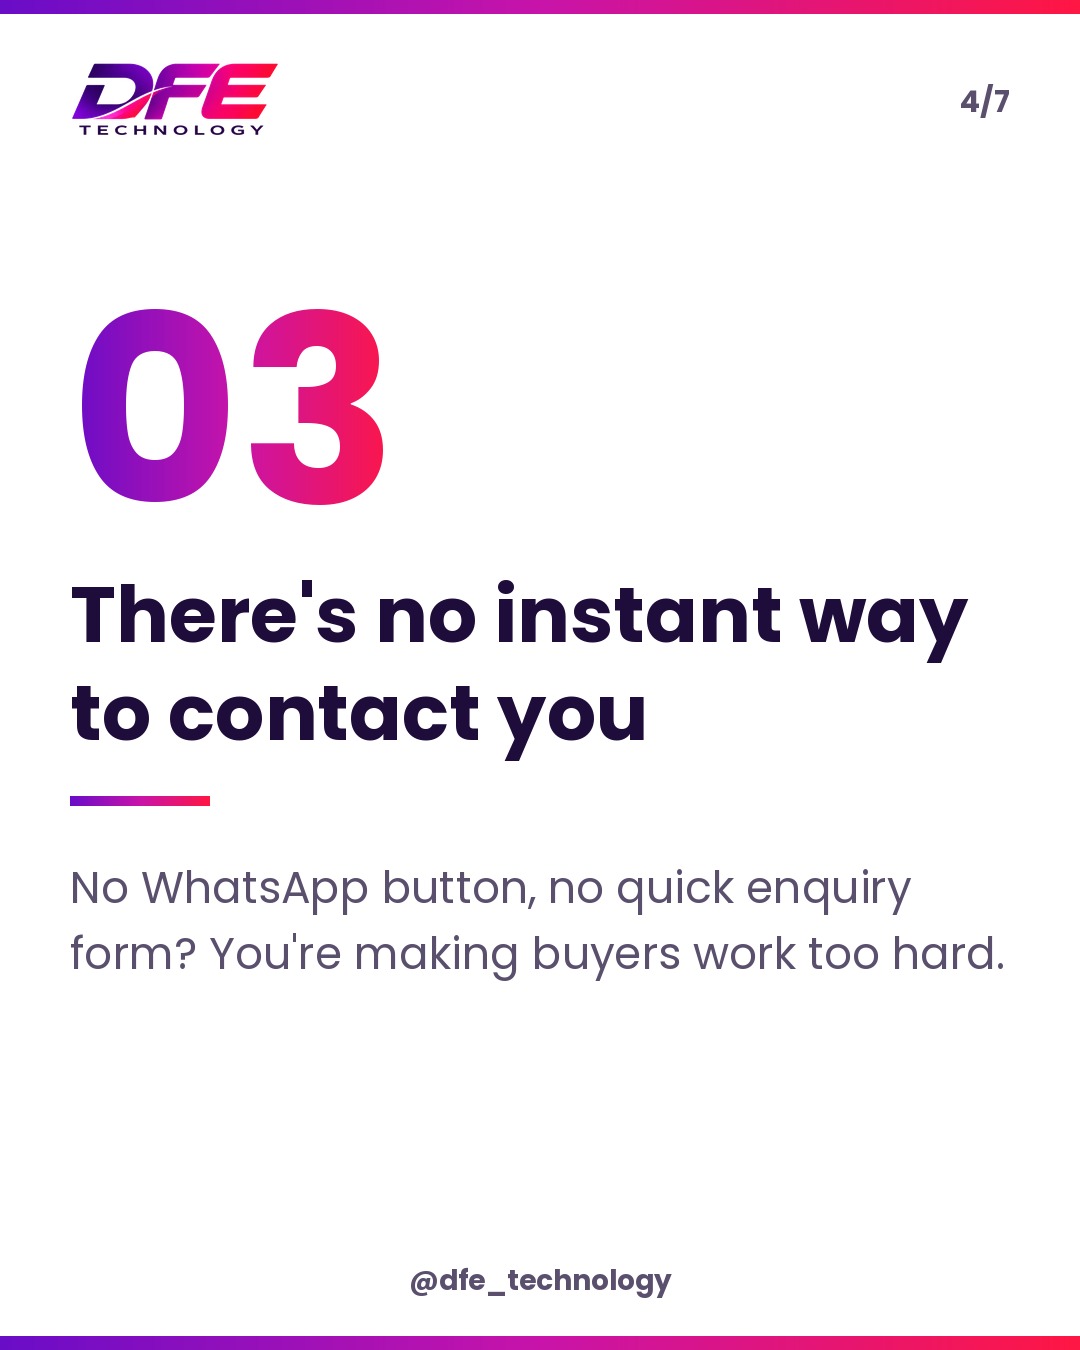 DFE
TECHNOLOGY
4/7
03
There's no instant way
to contact you
No WhatsApp button, no quick enquiry
form? You're making buyers work too hard.
@dfe_technology